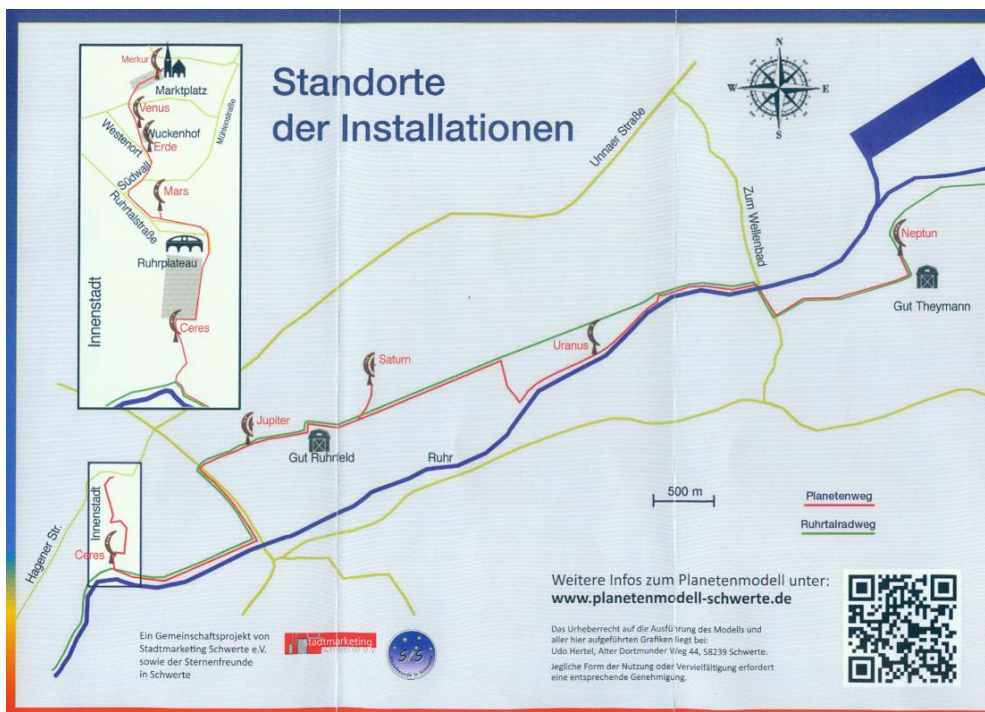 Standorte
der Installationen
N
W
E
S
Merkur
Marktplatz
Venus
Wuckenhof
Erde
Westenort
Mühlenstraße
Südwall
Mars
Ruhrtalstraße
Ruhrplateau
Ceres
Innenstadt
Unnaer Straße
Zum Wellenbad
Neptun
Gut Theymann
Uranus
Saturn
Jupiter
Gut Ruhrfeld
Ruhr
500 m
Planetenweg
Ruhrtalradweg
Hagener Str.
Innenstadt
Ceres
Weitere Infos zum Planetenmodell unter:
www.planetenmodell-schwerte.de
Das Urheberrecht auf die Ausführung des Modells und
aller hier aufgeführten Grafiken liegt bei:
Udo Hertel, Alter Dortmunder Weg 44, 58239 Schwerte.
Jegliche Form der Nutzung oder Vervielfältigung erfordert
eine entsprechende Genehmigung.
Ein Gemeinschaftsprojekt von
Stadtmarketing Schwerte e.V.
sowie der Sternenfreunde
in Schwerte
stadtmarketing
schwerte e.V.